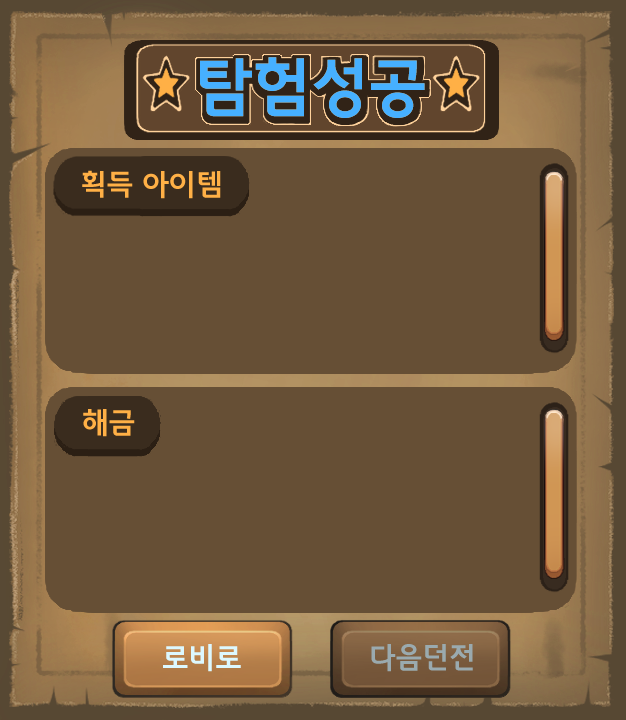 탐험성공
획득 아이템
해금
로비로
다음던전